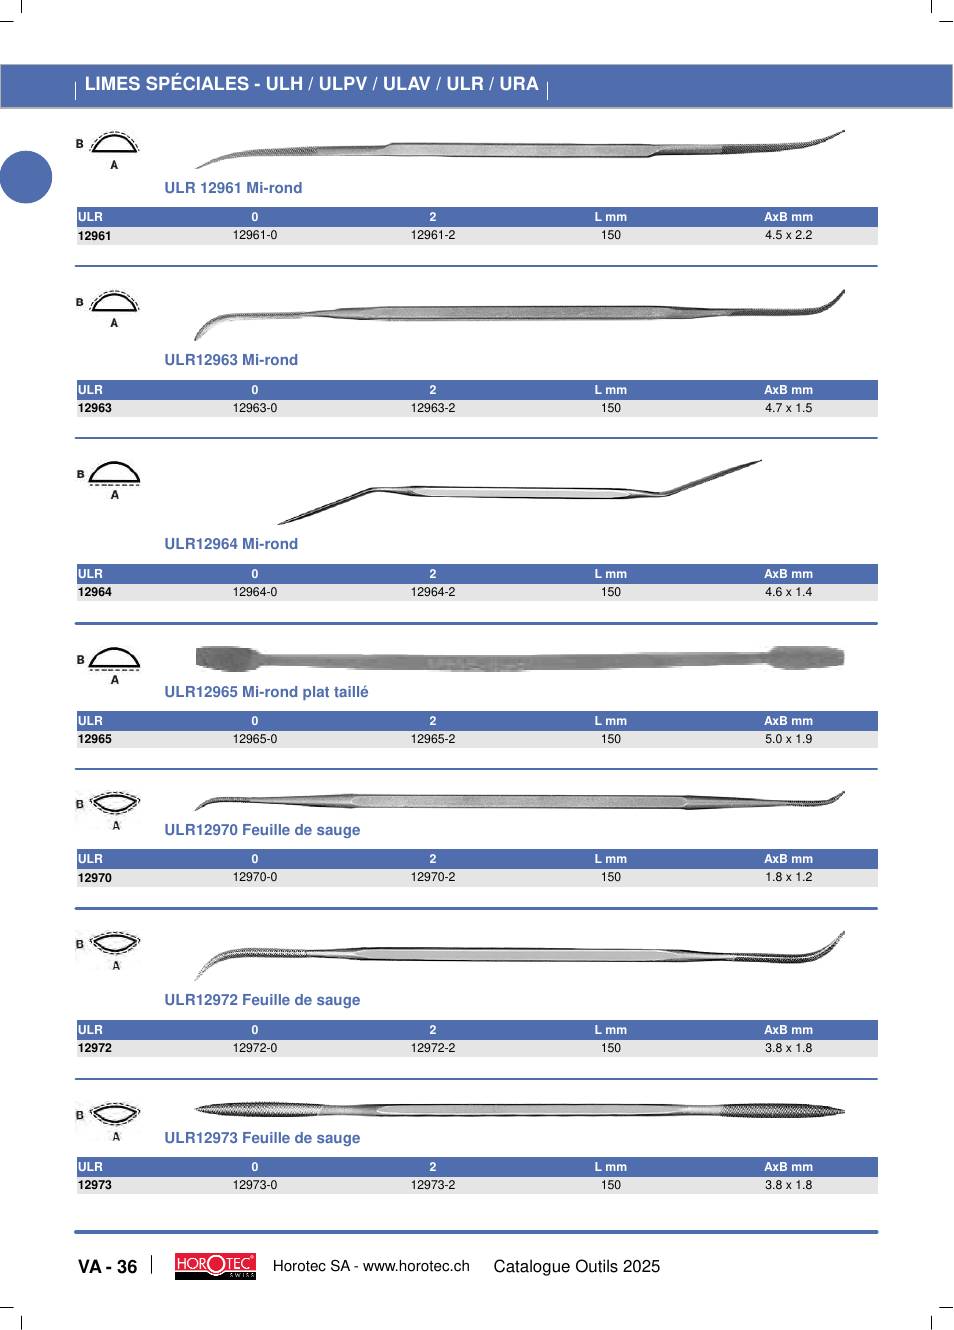 LIMES SPÉCIALES - ULH / ULPV / ULAV / ULR / URA
B
A
ULR 12961 Mi-rond
ULR 0 2 L mm AxB mm
12961 12961-0 12961-2 150 4.5 x 2.2
B
A
ULR12963 Mi-rond
ULR 0 2 L mm AxB mm
12963 12963-0 12963-2 150 4.7 x 1.5
B
A
ULR12964 Mi-rond
ULR 0 2 L mm AxB mm
12964 12964-0 12964-2 150 4.6 x 1.4
B
A
ULR12965 Mi-rond plat taillé
ULR 0 2 L mm AxB mm
12965 12965-0 12965-2 150 5.0 x 1.9
B
A
ULR12970 Feuille de sauge
ULR 0 2 L mm AxB mm
12970 12970-0 12970-2 150 1.8 x 1.2
B
A
ULR12972 Feuille de sauge
ULR 0 2 L mm AxB mm
12972 12972-0 12972-2 150 3.8 x 1.8
B
A
ULR12973 Feuille de sauge
ULR 0 2 L mm AxB mm
12973 12973-0 12973-2 150 3.8 x 1.8
VA - 36 HOROTEC® SWISS Horotec SA - www.horotec.ch Catalogue Outils 2025